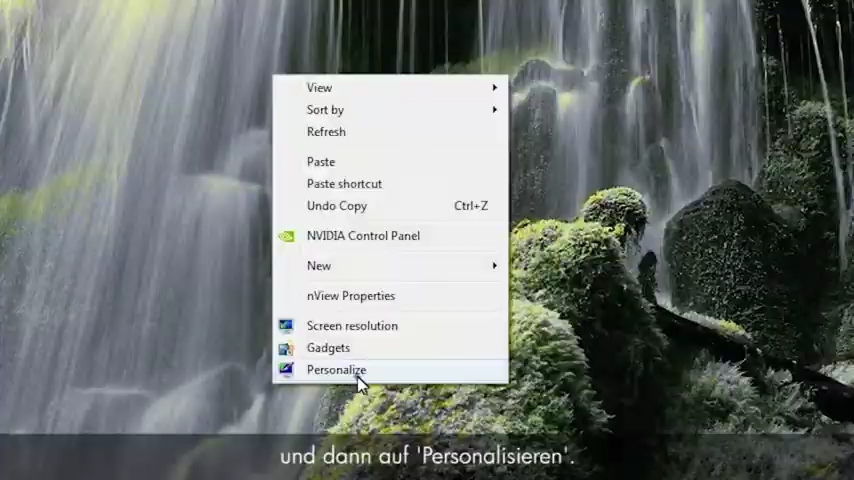 View
Sort by
Refresh
Paste
Paste shortcut
Undo Copy Ctrl+Z
NVIDIA Control Panel
New
nView Properties
Screen resolution
Gadgets
Personalize
und dann auf 'Personalisieren'.